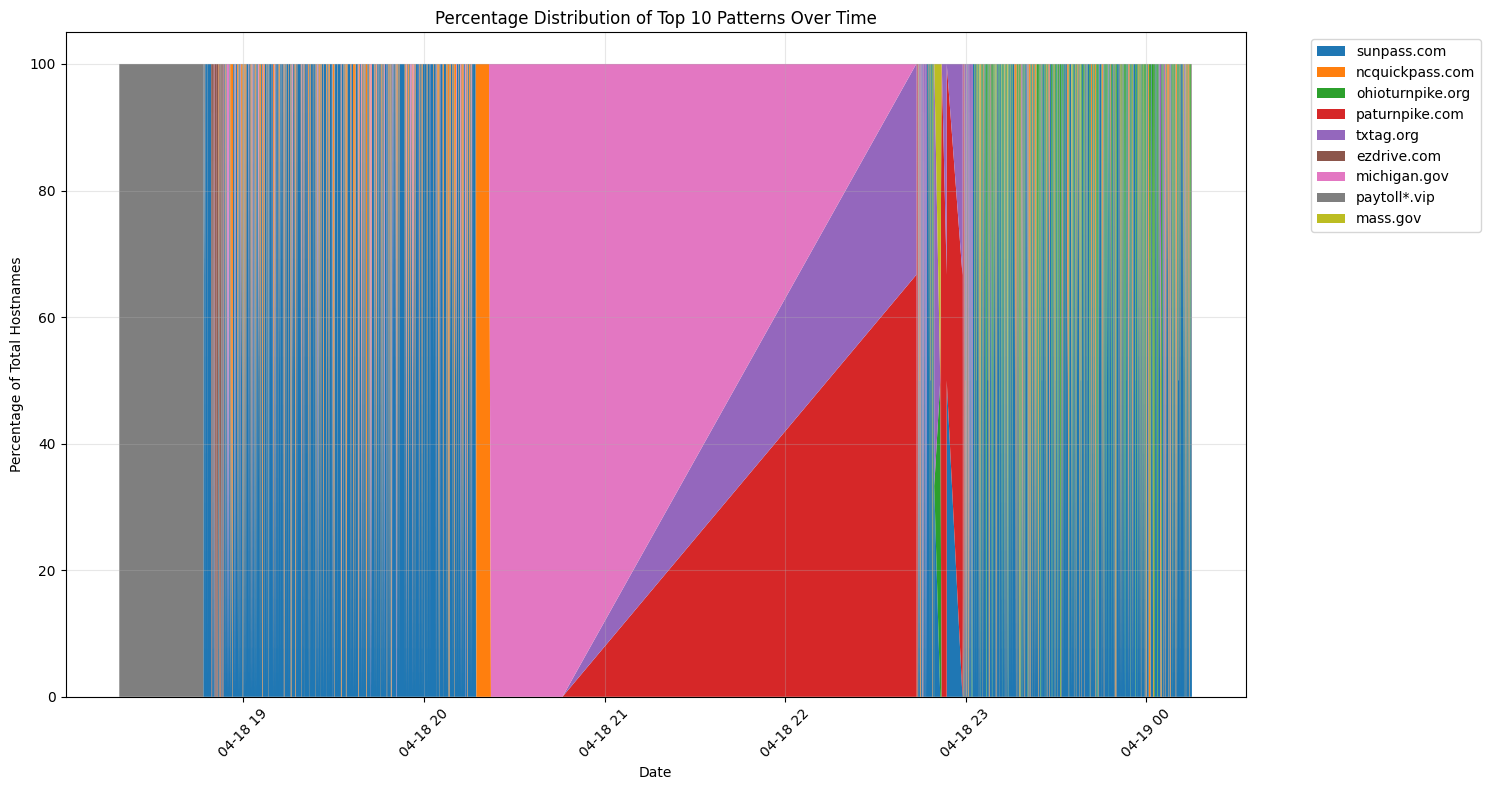 Percentage Distribution of Top 10 Patterns Over Time
Percentage of Total Hostnames
100
80
60
40
20
0
04-18 19
04-18 20
04-18 21
04-18 22
04-18 23
04-19 00
Date
sunpass.com
ncquickpass.com
ohioturnpike.org
paturnpike.com
txtag.org
ezdrive.com
michigan.gov
paytoll*.vip
mass.gov